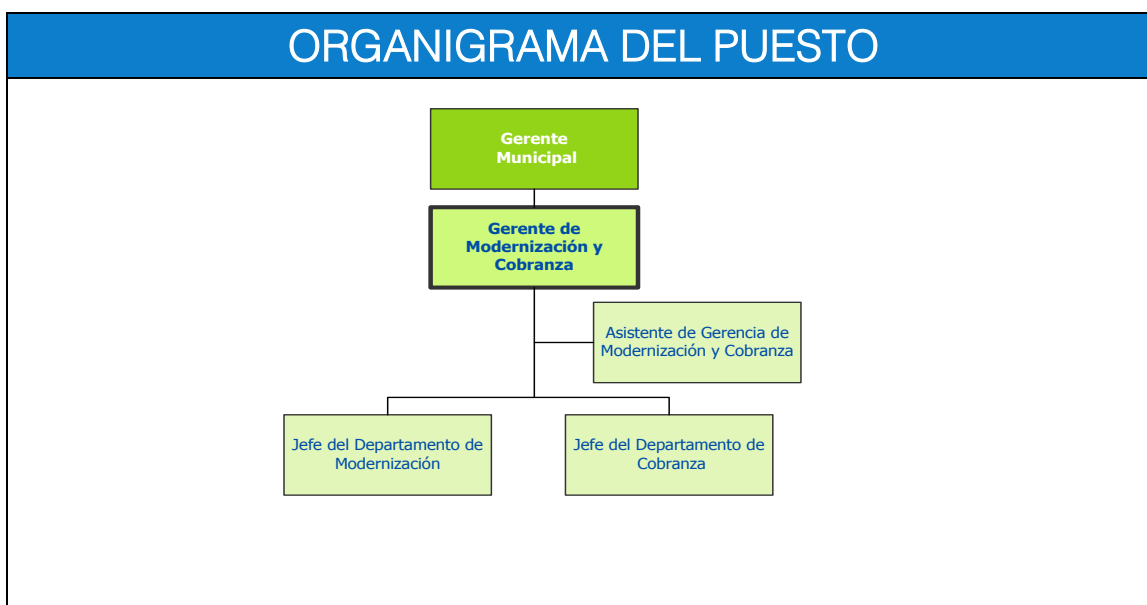 ORGANIGRAMA DEL PUESTO
Gerente
Municipal
Gerente de
Modernización y
Cobranza
Asistente de Gerencia de
Modernización y Cobranza
Jefe del Departamento de
Modernización
Jefe del Departamento de
Cobranza